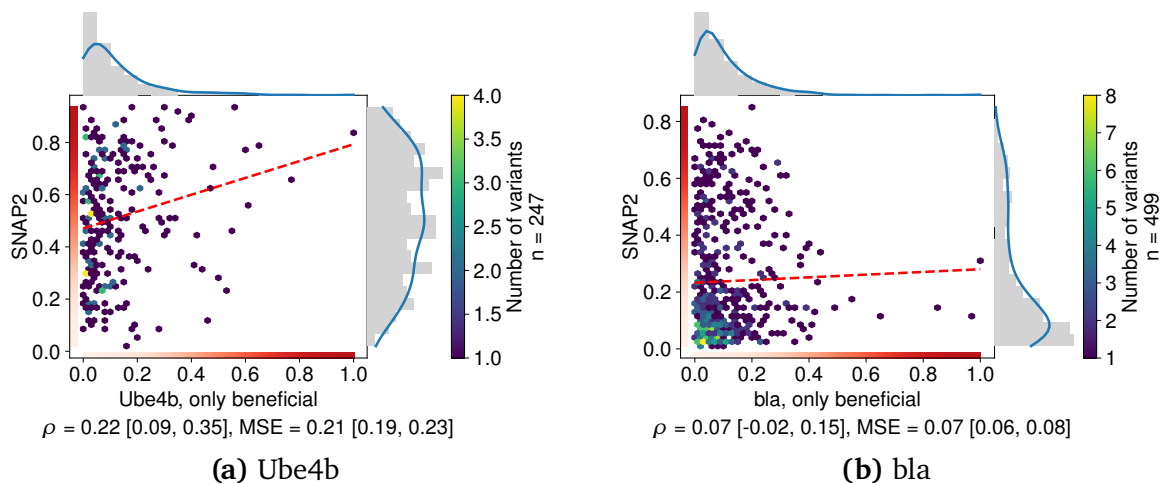 SNAP2
0.8
0.6
0.4
0.2
0.0
0.0 0.2 0.4 0.6 0.8 1.0
Ube4b, only beneficial
4.0
3.5
3.0
2.5
2.0
1.5
1.0
Number of variants
n = 247
ρ = 0.22 [0.09, 0.35], MSE = 0.21 [0.19, 0.23]
(a) Ube4b
SNAP2
0.8
0.6
0.4
0.2
0.0
0.0 0.2 0.4 0.6 0.8 1.0
bla, only beneficial
8
7
6
5
4
3
2
1
Number of variants
n = 499
ρ = 0.07 [-0.02, 0.15], MSE = 0.07 [0.06, 0.08]
(b) bla